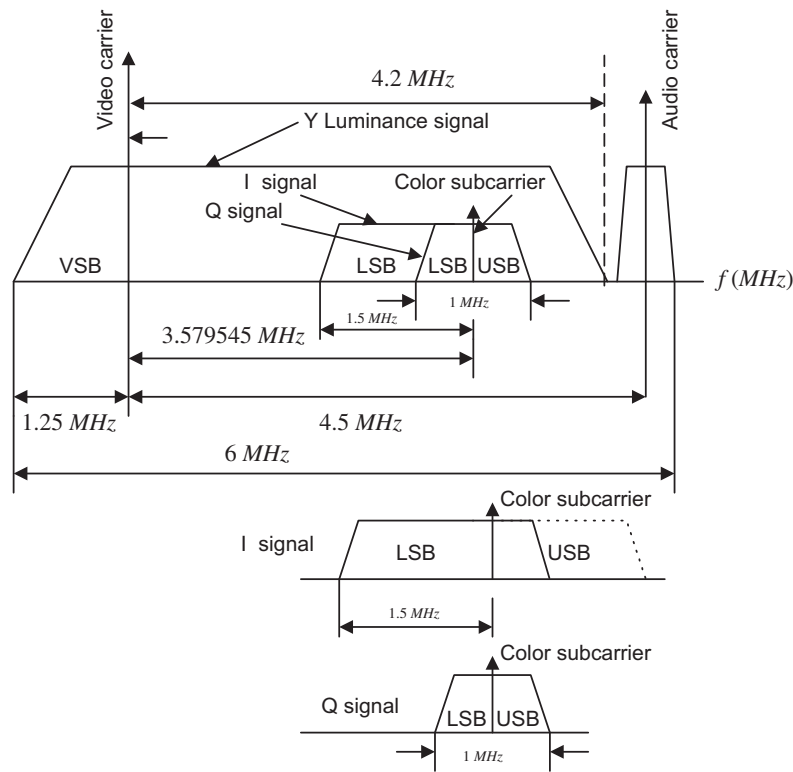 Video carrier
Audio carrier
4.2 MHz
Y Luminance signal
I signal
Color subcarrier
Q signal
VSB
LSB
LSB
USB
f (MHz)
1 MHz
1.5 MHz
3.579545 MHz
1.25 MHz
4.5 MHz
6 MHz
Color subcarrier
I signal
LSB
USB
1.5 MHz
Color subcarrier
Q signal
LSB
USB
1 MHz